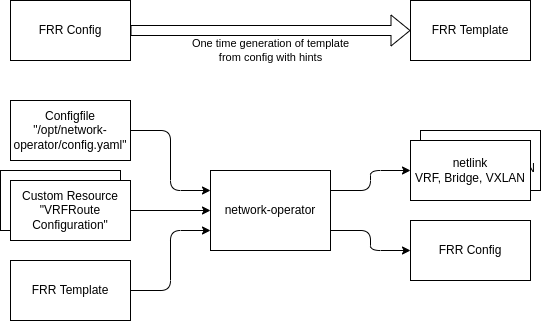 FRR Config
FRR Template
One time generation of template
from config with hints
Configfile
"/opt/network-
operator/config.yaml"
Custom Resource
"VRFRoute
Configuration"
FRR Template
network-operator
netlink
VRF, Bridge, VXLAN
FRR Config